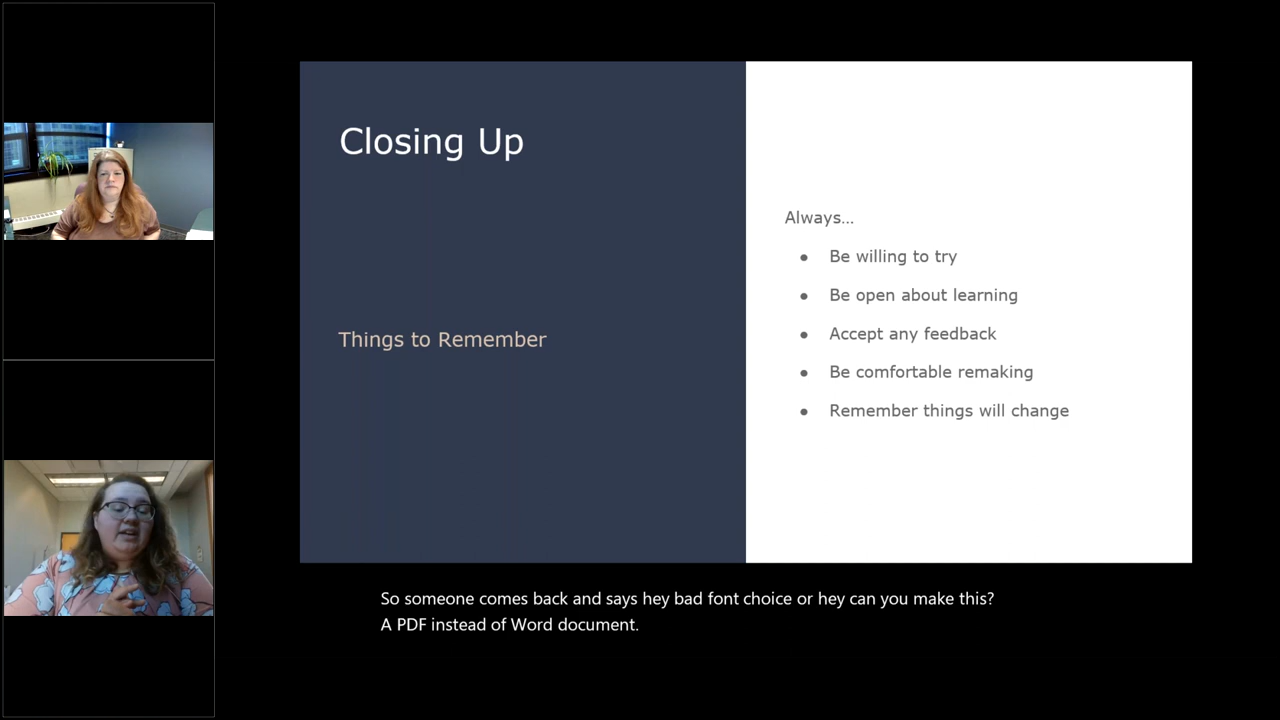 Closing Up
Things to Remember
Always...
● Be willing to try
● Be open about learning
● Accept any feedback
● Be comfortable remaking
● Remember things will change
So someone comes back and says hey bad font choice or hey can you make this?
A PDF instead of Word document.